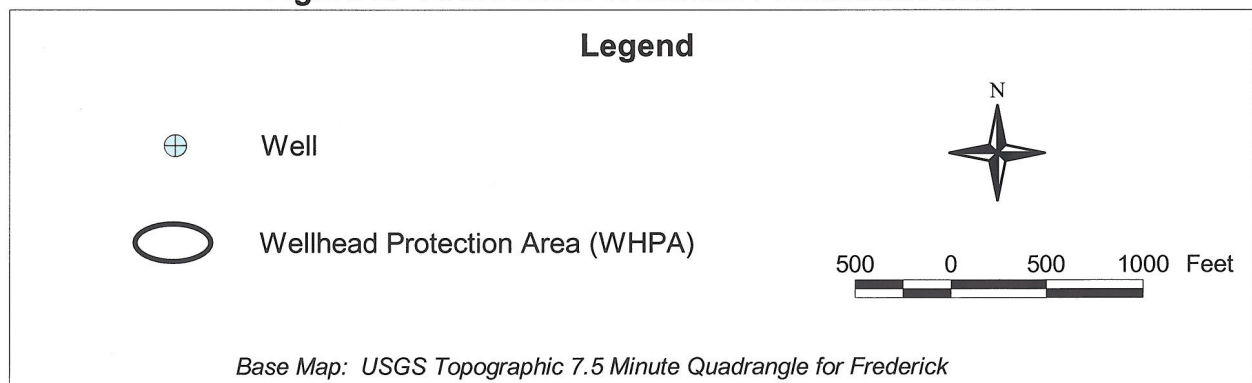 Legend
N
Well
Wellhead Protection Area (WHPA)
500 0 500 1000 Feet
Base Map: USGS Topographic 7.5 Minute Quadrangle for Frederick